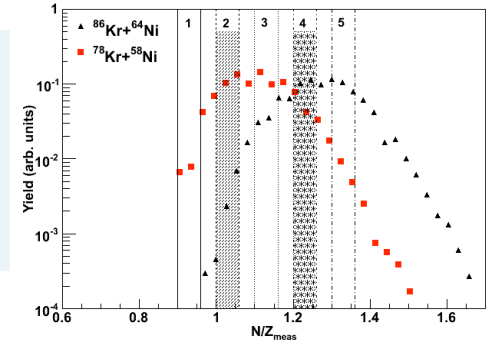 1
1 2 3 4 5
⁸⁶Kr+⁶⁴Ni
⁷⁸Kr+⁵⁸Ni
10⁻¹
10⁻²
10⁻³
10⁻⁴
Yield (arb. units)
0.6 0.8 1 1.2 1.4 1.6
N/Z_meas